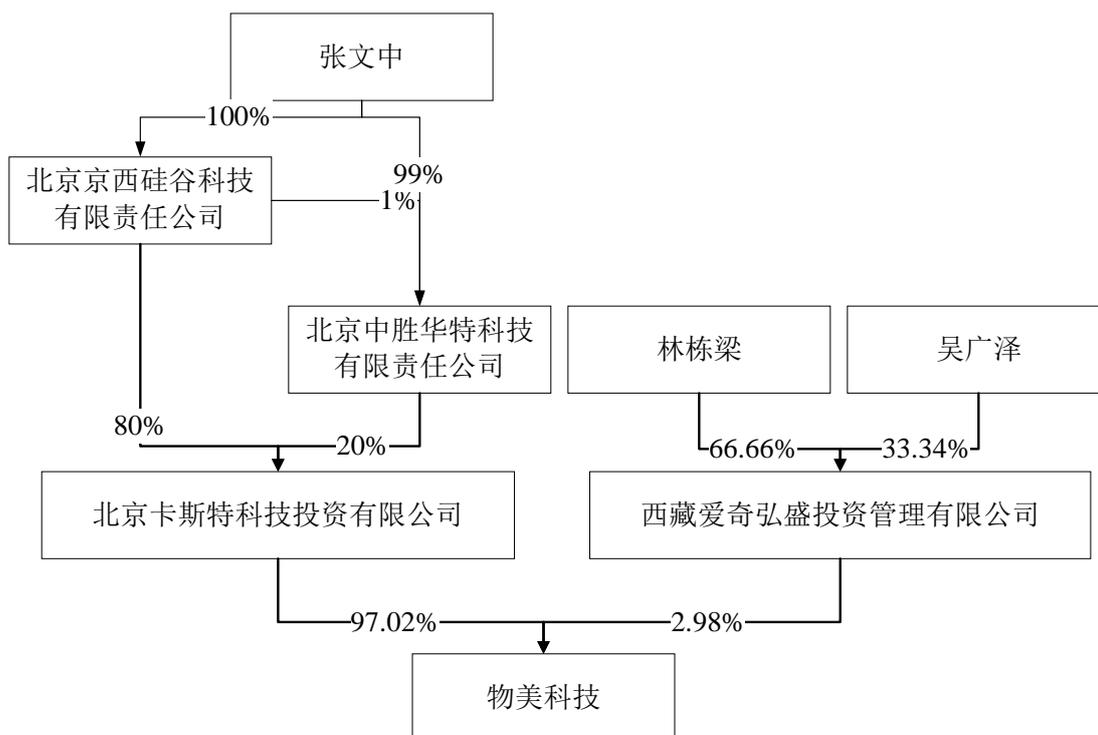 张文中
100%
北京京西硅谷科技
有限责任公司
99%
1%
北京中胜华特科技
有限责任公司
林栋梁
吴广泽
80%
20%
66.66%
33.34%
北京卡斯特科技投资有限公司
西藏爱奇弘盛投资管理有限公司
97.02%
2.98%
物美科技